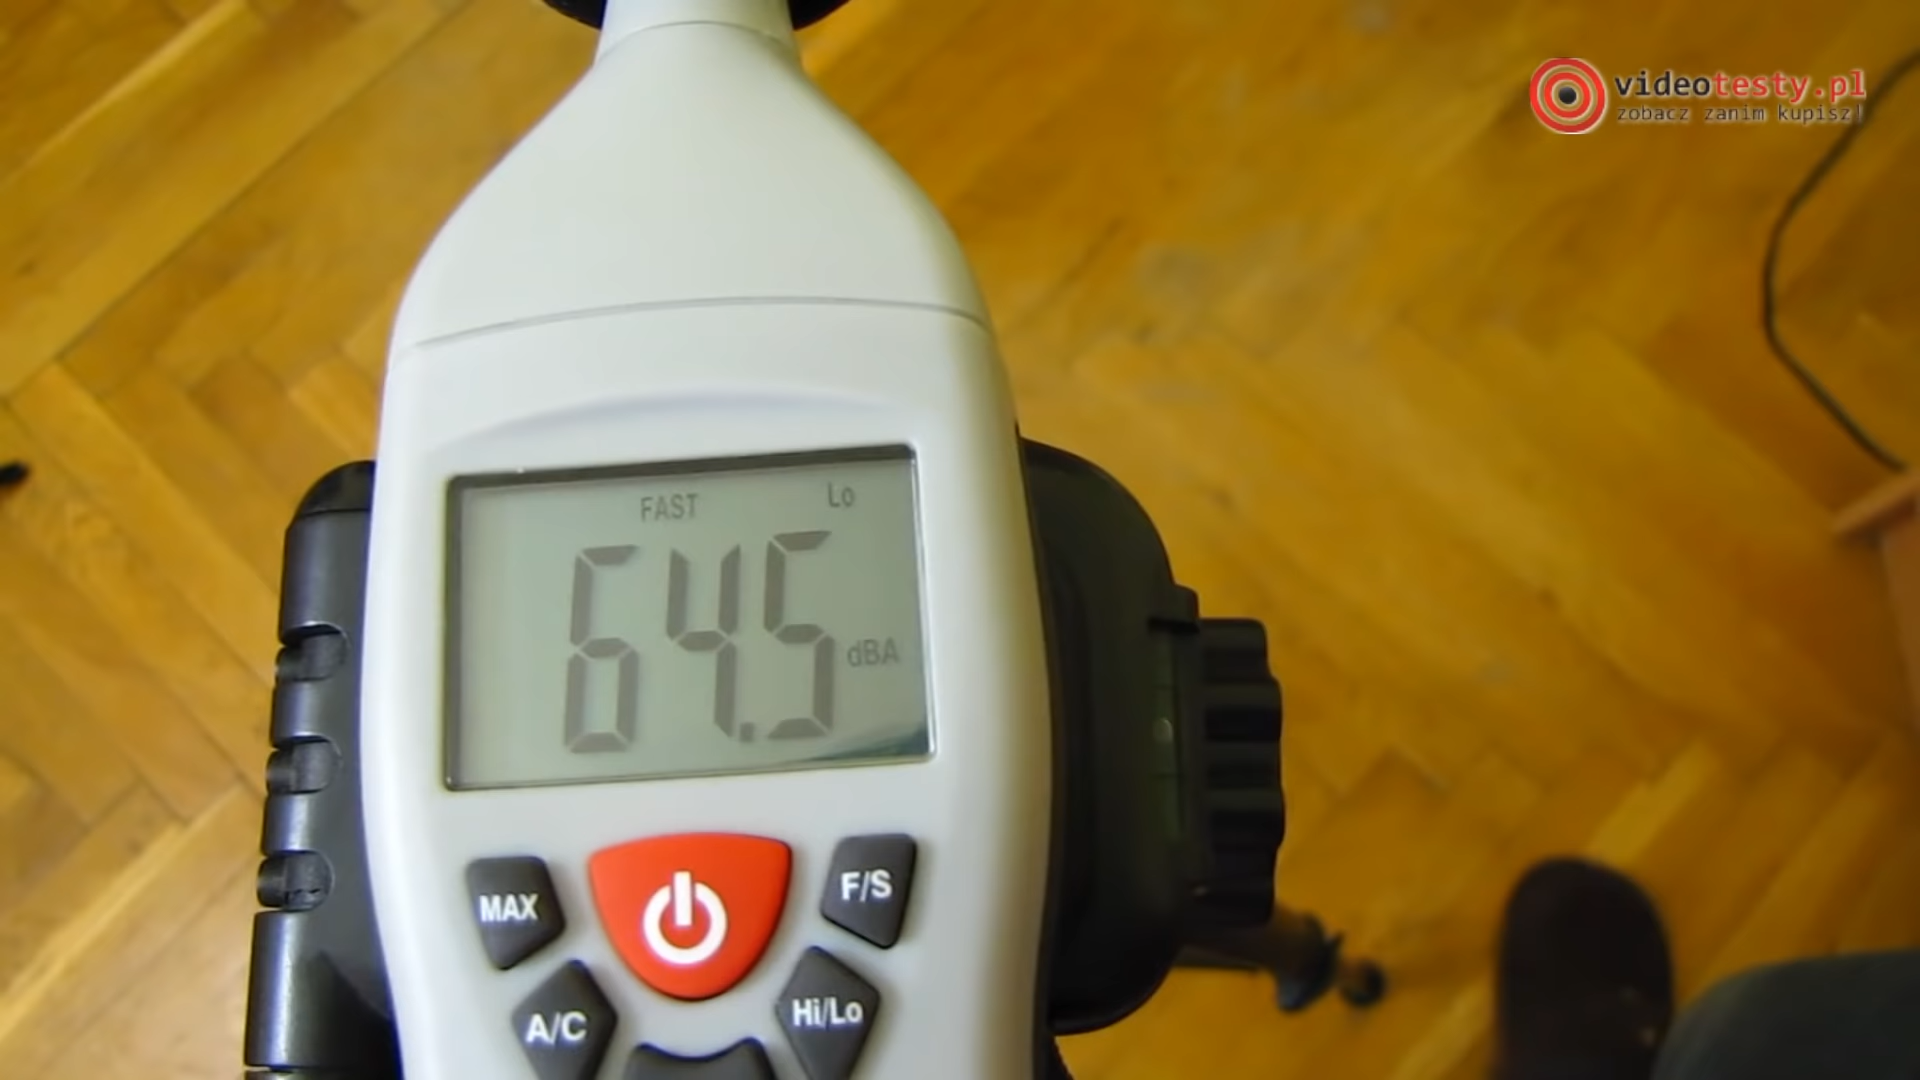 videotesty.pl
zobacz zanim kupisz!
FAST Lo
64.5 dBA
MAX F/S
A/C Hi/Lo